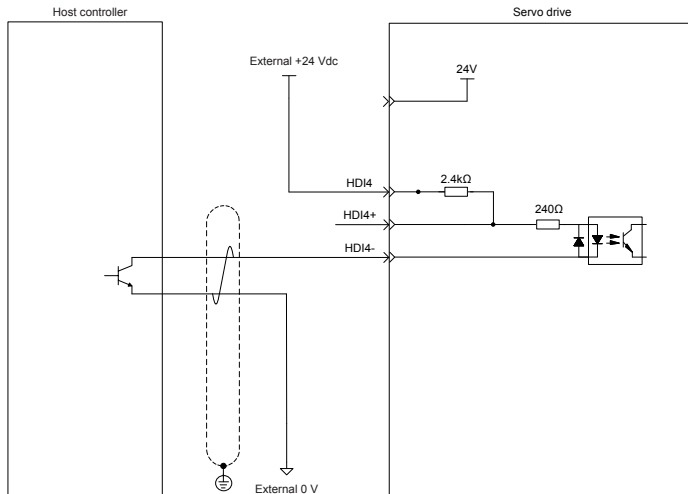 Host controller
Servo drive
External +24 Vdc
24V
HDI4
2.4kΩ
HDI4+
240Ω
HDI4-
External 0 V